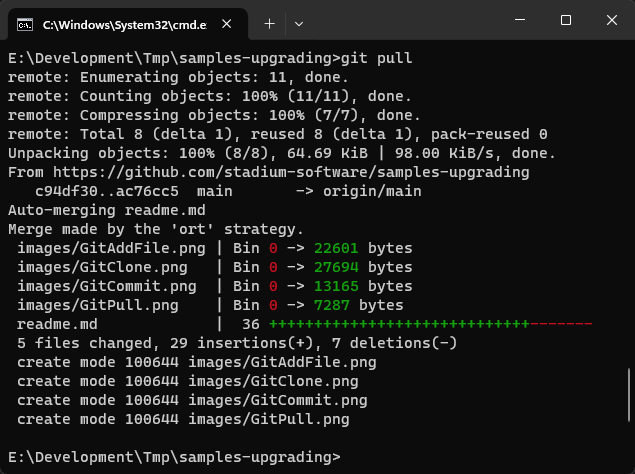 C:\Windows\System32\cmd.e
E:\Development\Tmp\samples-upgrading>git pull
remote: Enumerating objects: 11, done.
remote: Counting objects: 100% (11/11), done.
remote: Compressing objects: 100% (7/7), done.
remote: Total 8 (delta 1), reused 8 (delta 1), pack-reused 0
Unpacking objects: 100% (8/8), 64.69 KiB | 98.00 KiB/s, done.
From https://github.com/stadium-software/samples-upgrading
   c94df30..ac76cc5  main       -> origin/main
Auto-merging readme.md
Merge made by the 'ort' strategy.
 images/GitAddFile.png | Bin 0 -> 22601 bytes
 images/GitClone.png   | Bin 0 -> 27694 bytes
 images/GitCommit.png  | Bin 0 -> 13165 bytes
 images/GitPull.png    | Bin 0 -> 7287 bytes
 readme.md             |  36 +++++++++++++++++++++++++++++-------
 5 files changed, 29 insertions(+), 7 deletions(-)
 create mode 100644 images/GitAddFile.png
 create mode 100644 images/GitClone.png
 create mode 100644 images/GitCommit.png
 create mode 100644 images/GitPull.png
E:\Development\Tmp\samples-upgrading>